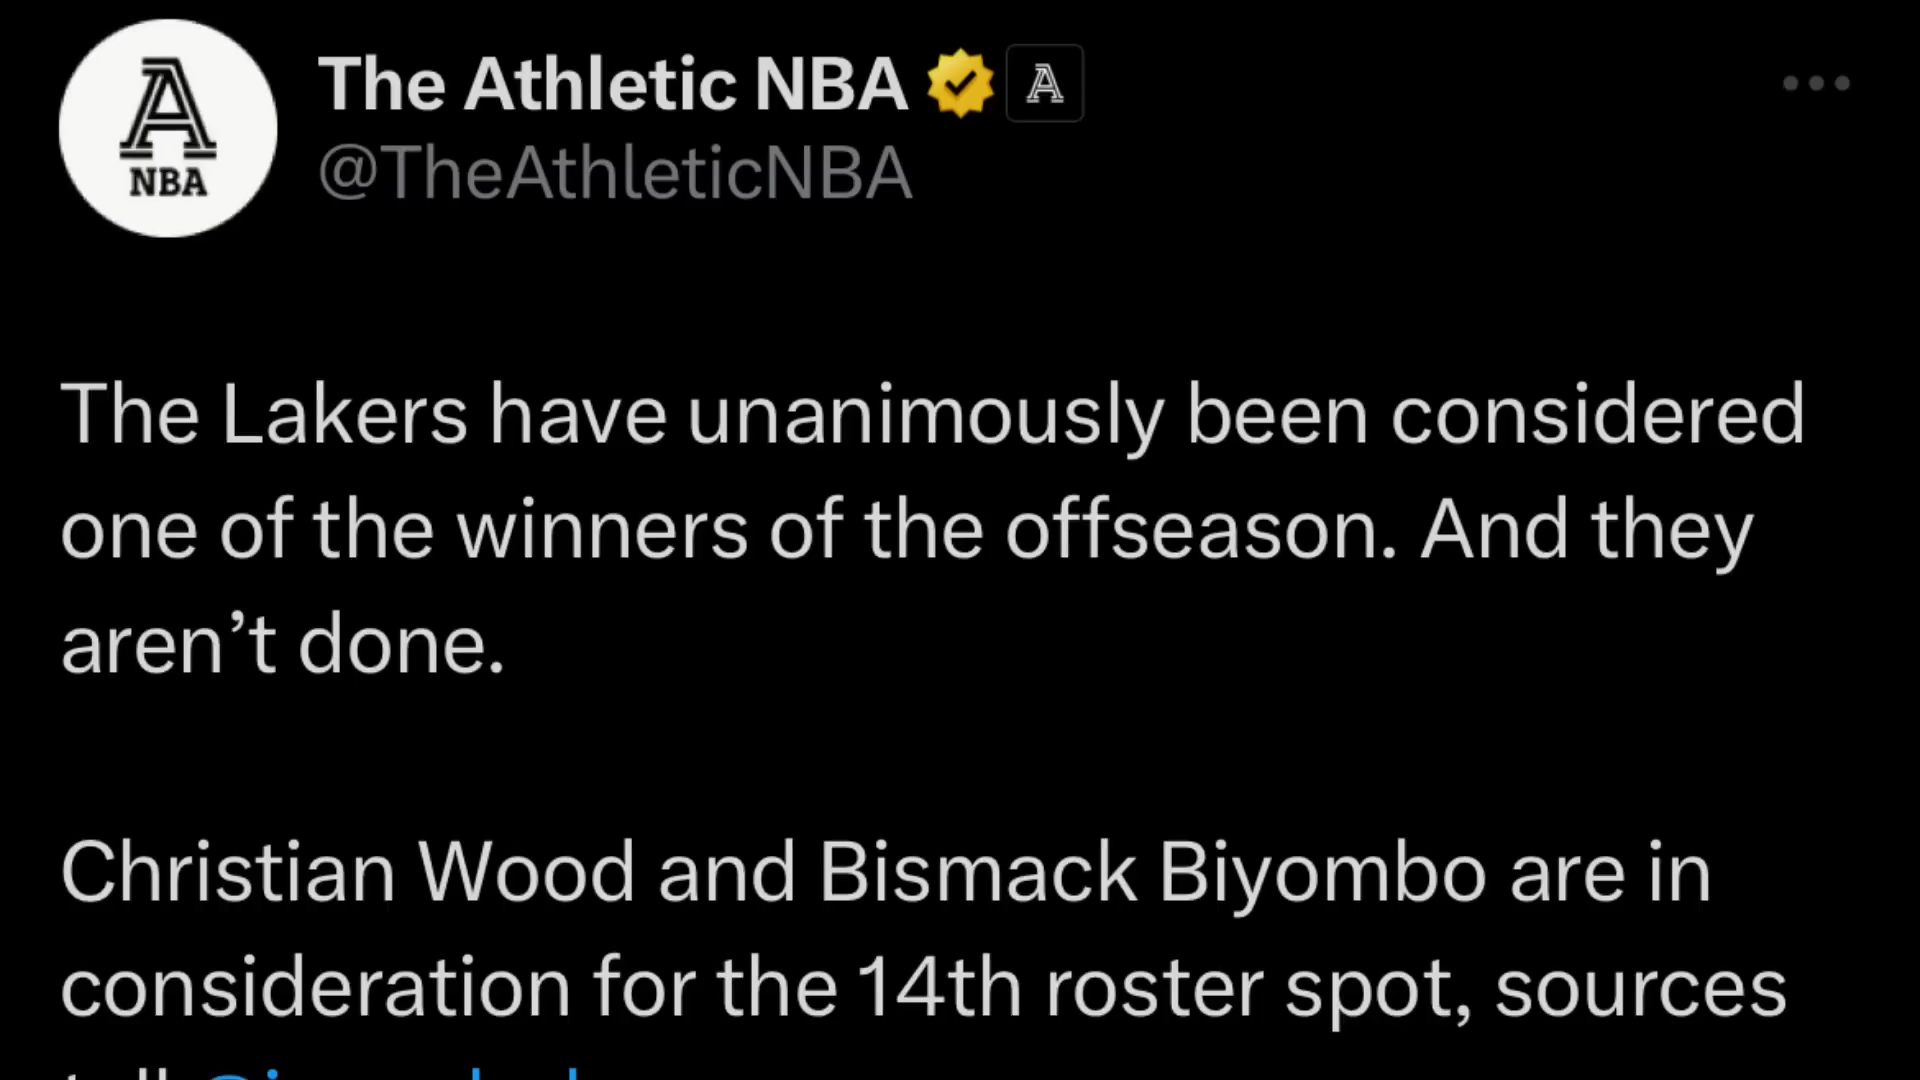 The Athletic NBA
@TheAthleticNBA
A
NBA
The Lakers have unanimously been considered
one of the winners of the offseason. And they
aren’t done.
Christian Wood and Bismack Biyombo are in
consideration for the 14th roster spot, sources